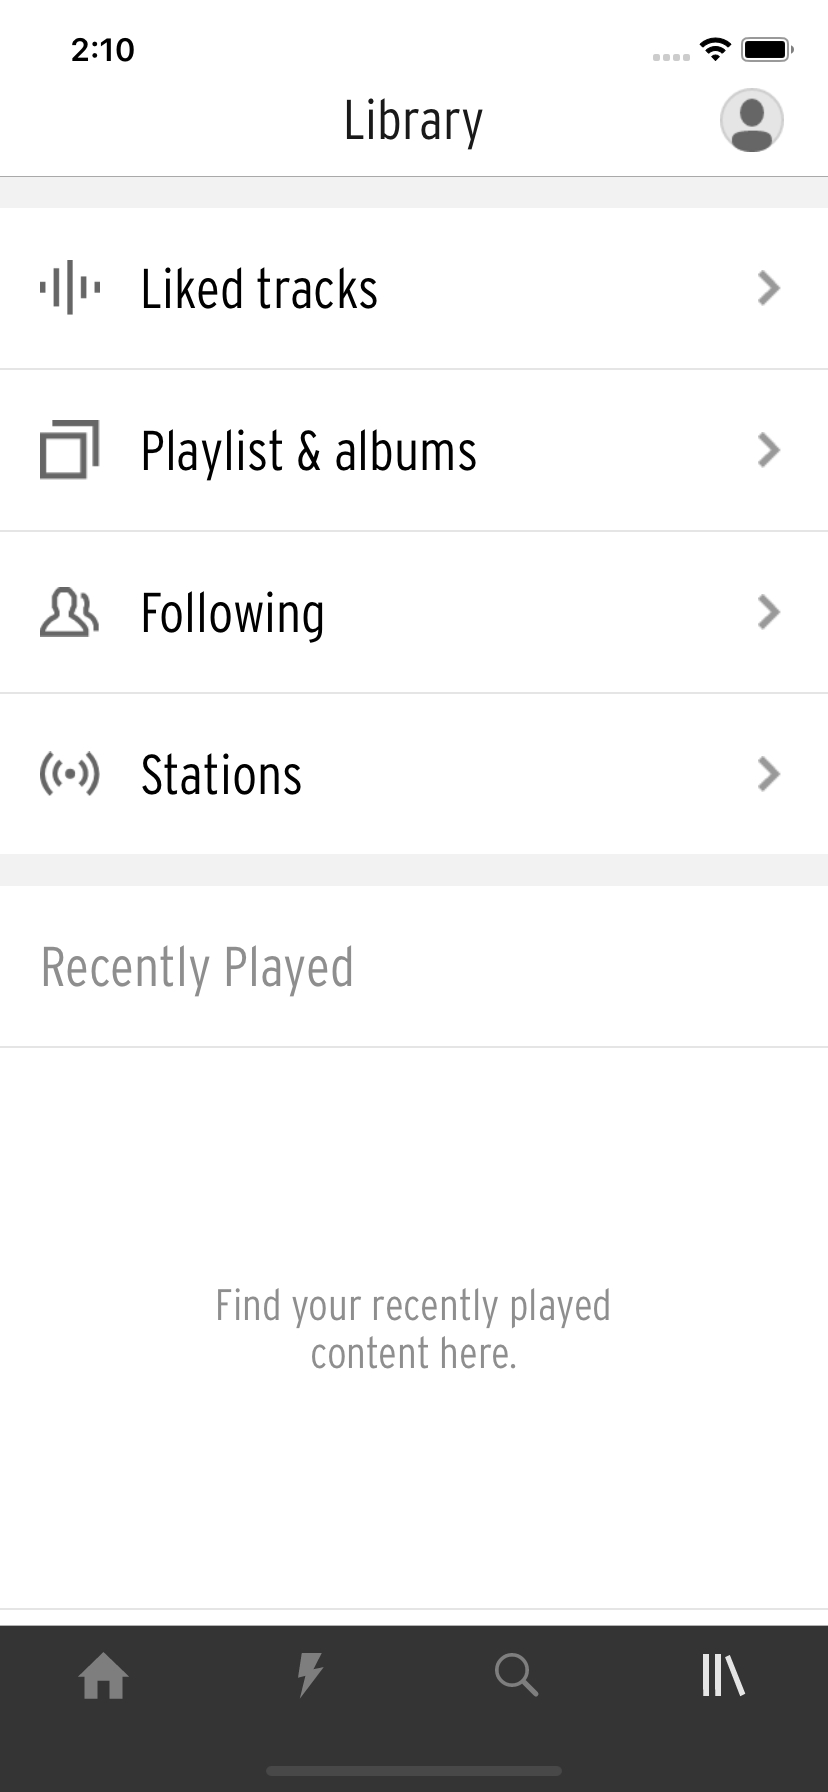 2:10
Library
Liked tracks
Playlist & albums
Following
Stations
Recently Played
Find your recently played
content here.